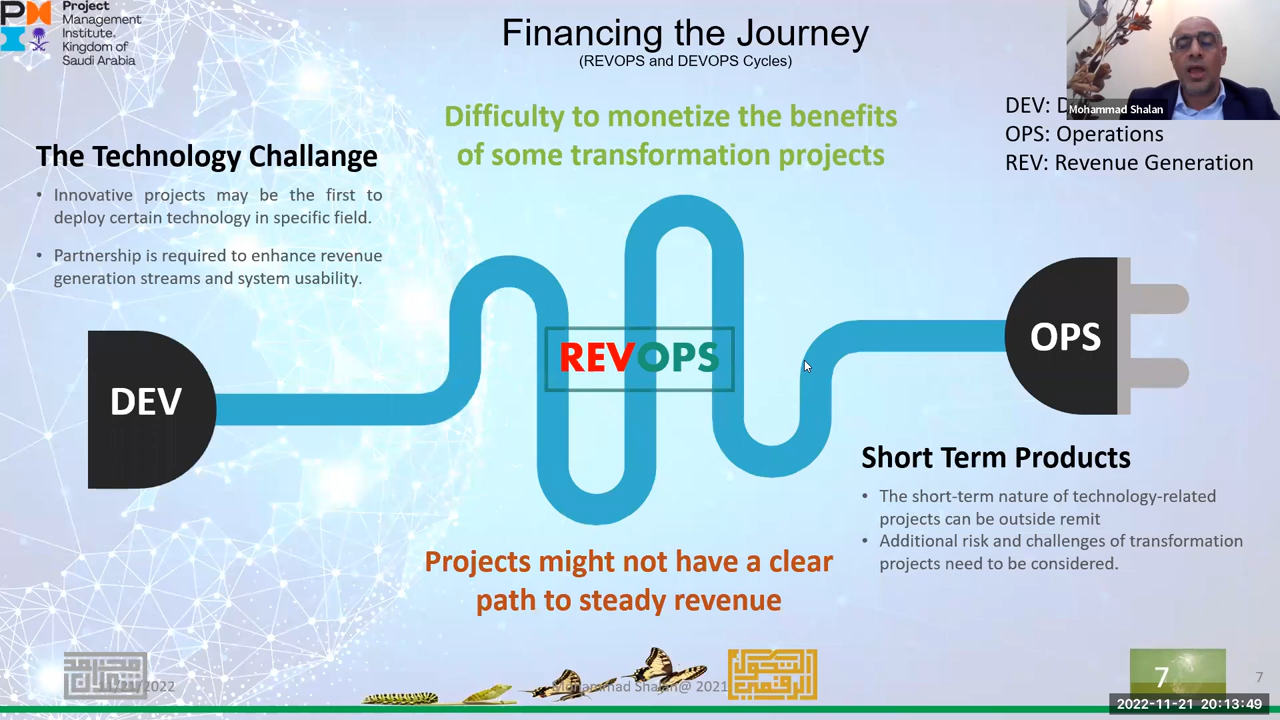 Project
Management
Institute.
Kingdom of
Saudi Arabia
Financing the Journey
(REVOPS and DEVOPS Cycles)
Mohammad Shalan
DEV: D
OPS: Operations
REV: Revenue Generation
Difficulty to monetize the benefits
of some transformation projects
The Technology Challange
• Innovative projects may be the first to
deploy certain technology in specific field.
• Partnership is required to enhance revenue
generation streams and system usability.
DEV
REVOPS
OPS
Short Term Products
• The short-term nature of technology-related
projects can be outside remit
• Additional risk and challenges of transformation
projects need to be considered.
Projects might not have a clear
path to steady revenue
/2022
Mohammad Shalan@ 2021
7
7
2022-11-21 20:13:49